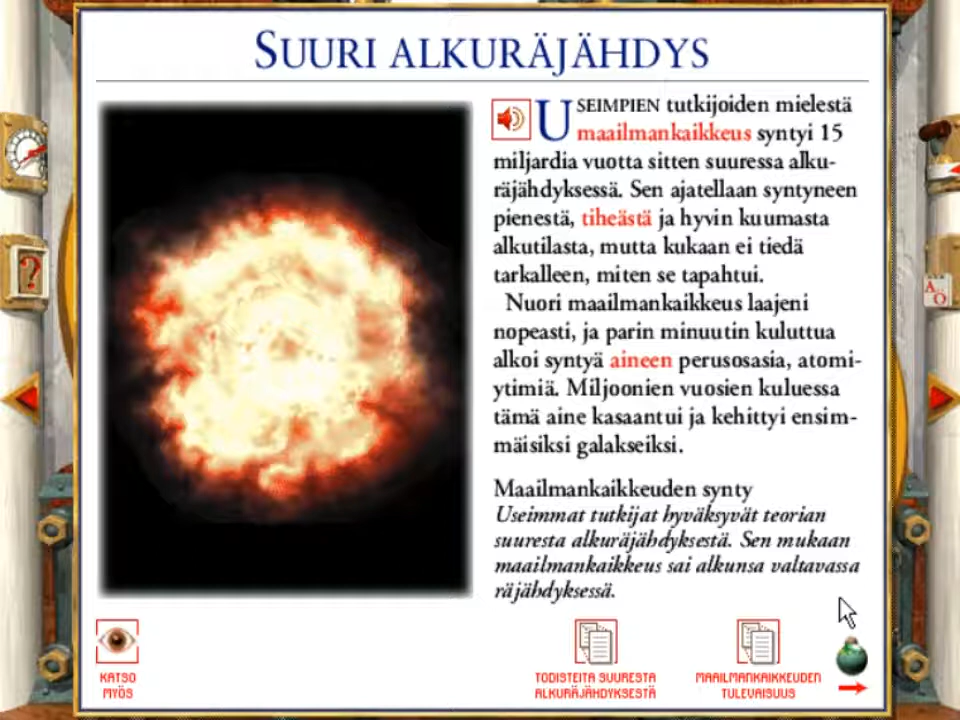 SUURI ALKURÄJÄHDYS
USEIMPIEN tutkijoiden mielestä
maailmankaikkeus syntyi 15
miljardia vuotta sitten suuressa alku-
räjähdyksessä. Sen ajatellaan syntyneen
pienestä, tiheästä ja hyvin kuumasta
alkutilasta, mutta kukaan ei tiedä
tarkalleen, miten se tapahtui.
Nuori maailmankaikkeus laajeni
nopeasti, ja parin minuutin kuluttua
alkoi syntyä aineen perusosasia, atomi-
ytimiä. Miljoonien vuosien kuluessa
tämä aine kasaantui ja kehittyi ensim-
mäisiksi galakseiksi.
Maailmankaikkeuden synty
Useimmat tutkijat hyväksyvät teorian
suuresta alkuräjähdyksestä. Sen mukaan
maailmankaikkeus sai alkunsa valtavassa
räjähdyksessä.
?
A...Ö
KATSO
MYÖS
TODISTEITA SUURESTA
ALKURÄJÄHDYKSESTÄ
MAAILMANKAIKKEUDEN
TULEVAISUUS